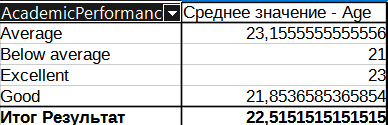 AcademicPerformanc Среднее значение - Age
Average 23,1555555555556
Below average 21
Excellent 23
Good 21,8536585365854
Итог Результат 22,5151515151515